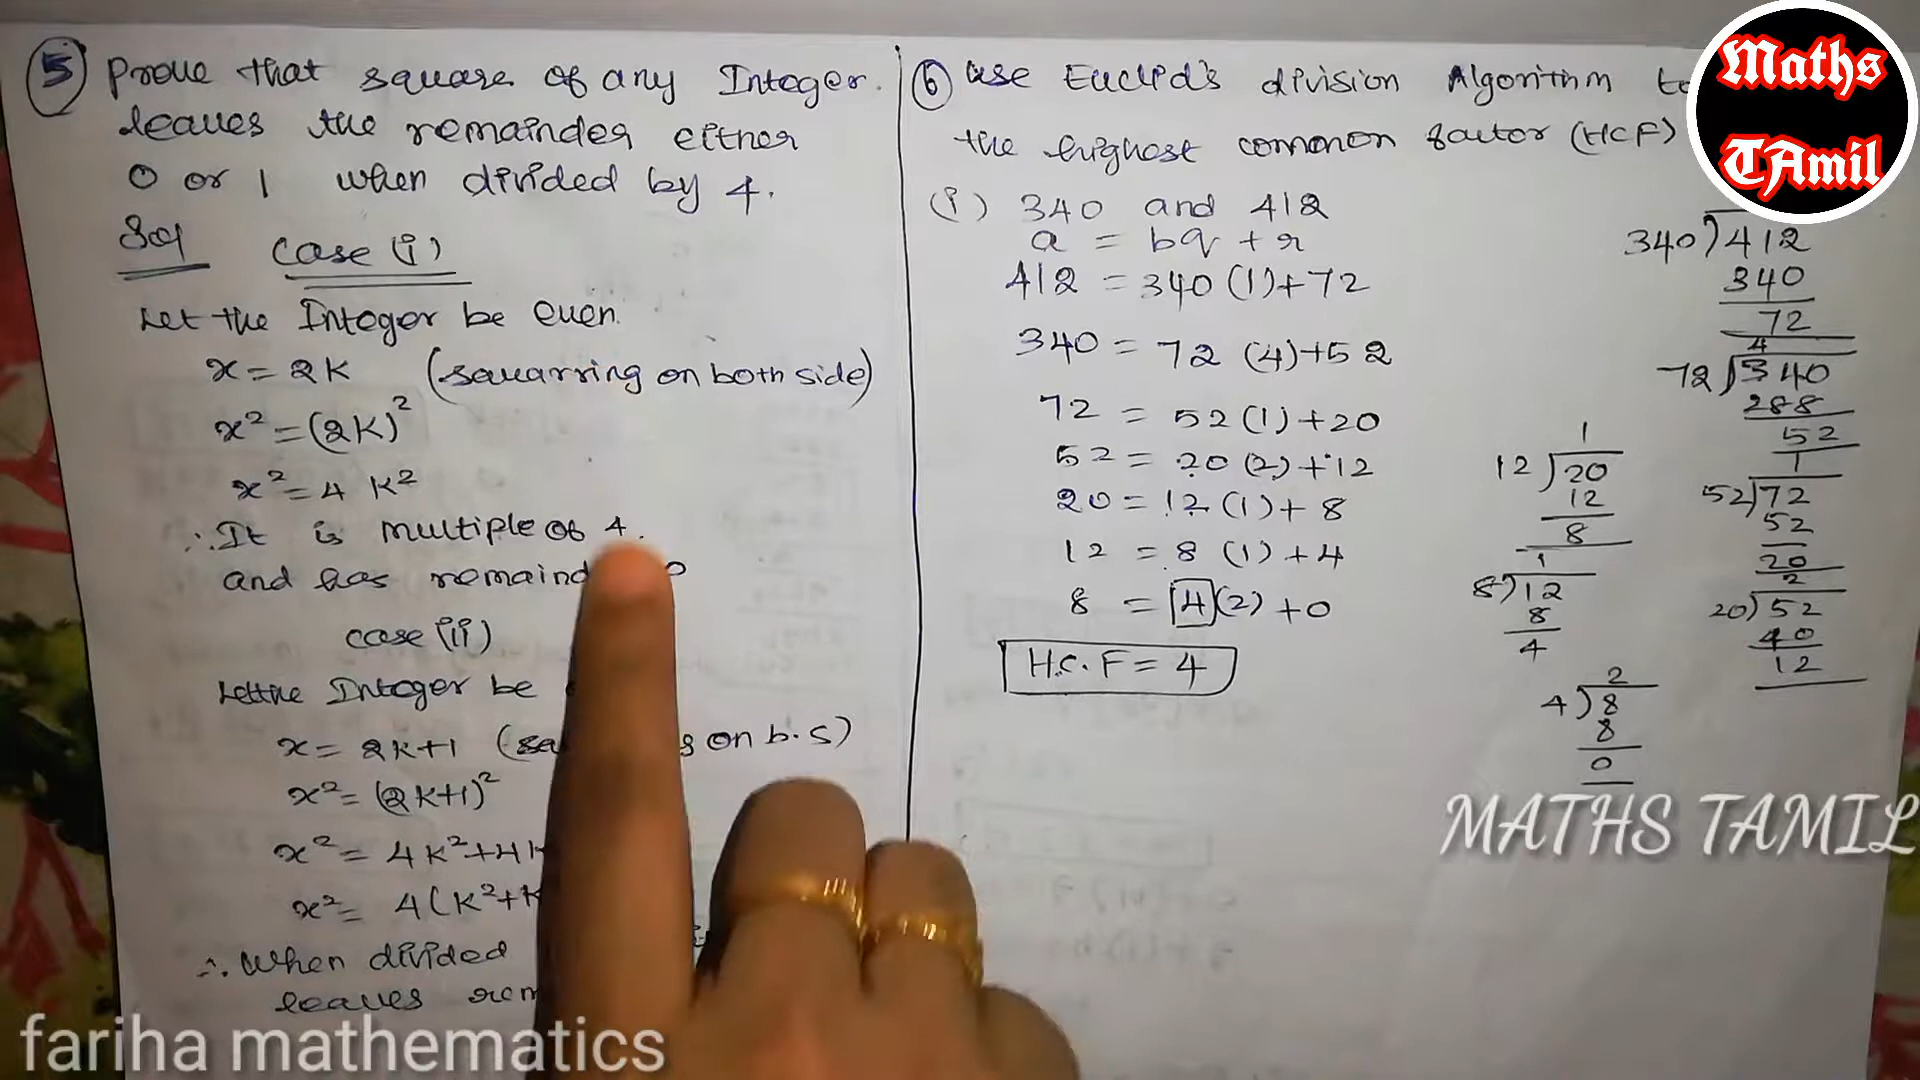 5 Prove that square of any Integer
leaves the remainder either
0 or 1 when divided by 4.
Sol
Case (i)
Let the Integer be even.
x = 2K (squarring on both side)
x² = (2K)²
x² = 4 K²
∴ It is multiple of 4.
and has remaind
case (ii)
Let the Integer be
x = 2K+1 on b.s)
x² = (2K+1)²
x² = 4K²+4K
x² = 4(K²+K
∴ When divided
leaves rem
6 Use Euclid's division Algorithm to
the highest common factor (HCF)
(i) 340 and 412
a = bq + r
412 = 340 (1)+72
340 = 72 (4)+52
72 = 52 (1)+20
52 = 20 (2)+12
20 = 12 (1)+8
12 = 8 (1)+4
8 = 4 (2)+0
H.C.F = 4
12)20
1
12
8
8)12
1
8
4
4)8
2
8
0
340)412
340
72
72)340
4
288
52
52)72
1
52
20
20)52
2
40
12
Maths
TAmil
MATHS TAMIL
fariha mathematics